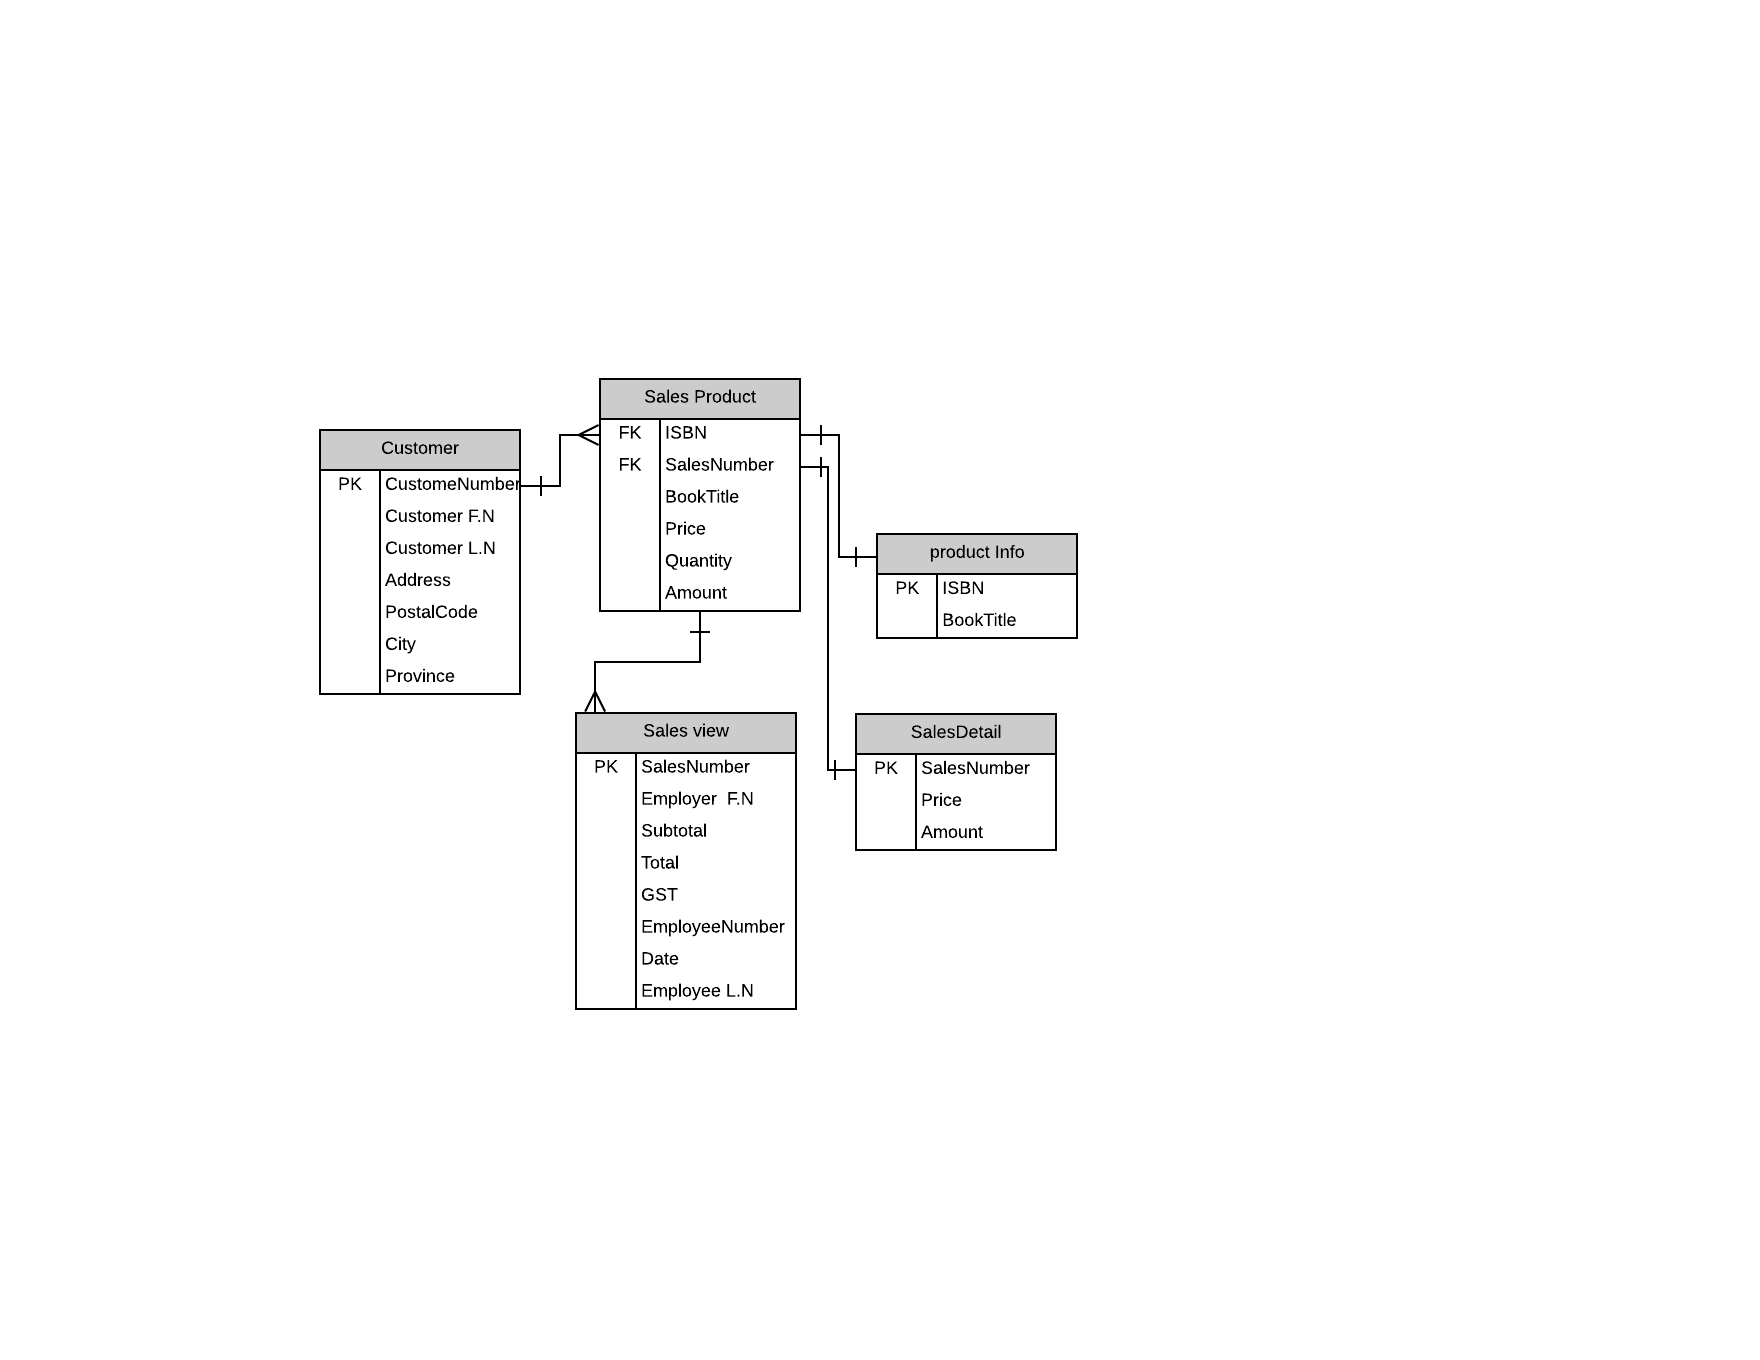 Sales Product
FK ISBN
FK SalesNumber
BookTitle
Price
Quantity
Amount
Customer
PK CustomeNumber
Customer F.N
Customer L.N
Address
PostalCode
City
Province
product Info
PK ISBN
BookTitle
Sales view
PK SalesNumber
Employer  F.N
Subtotal
Total
GST
EmployeeNumber
Date
Employee L.N
SalesDetail
PK SalesNumber
Price
Amount